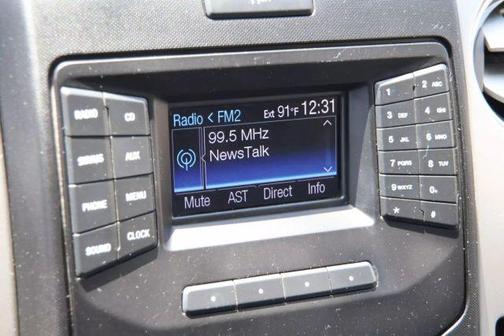 Radio < FM2 Ext 91°F 12:31
99.5 MHz
NewsTalk
Mute AST Direct Info
RADIO CD
SIRIUS AUX
PHONE MENU
SOUND CLOCK
1 2 ABC
3 DEF 4 GHI
5 JKL 6 MNO
7 PQRS 8 TUV
9 WXYZ 0
* #